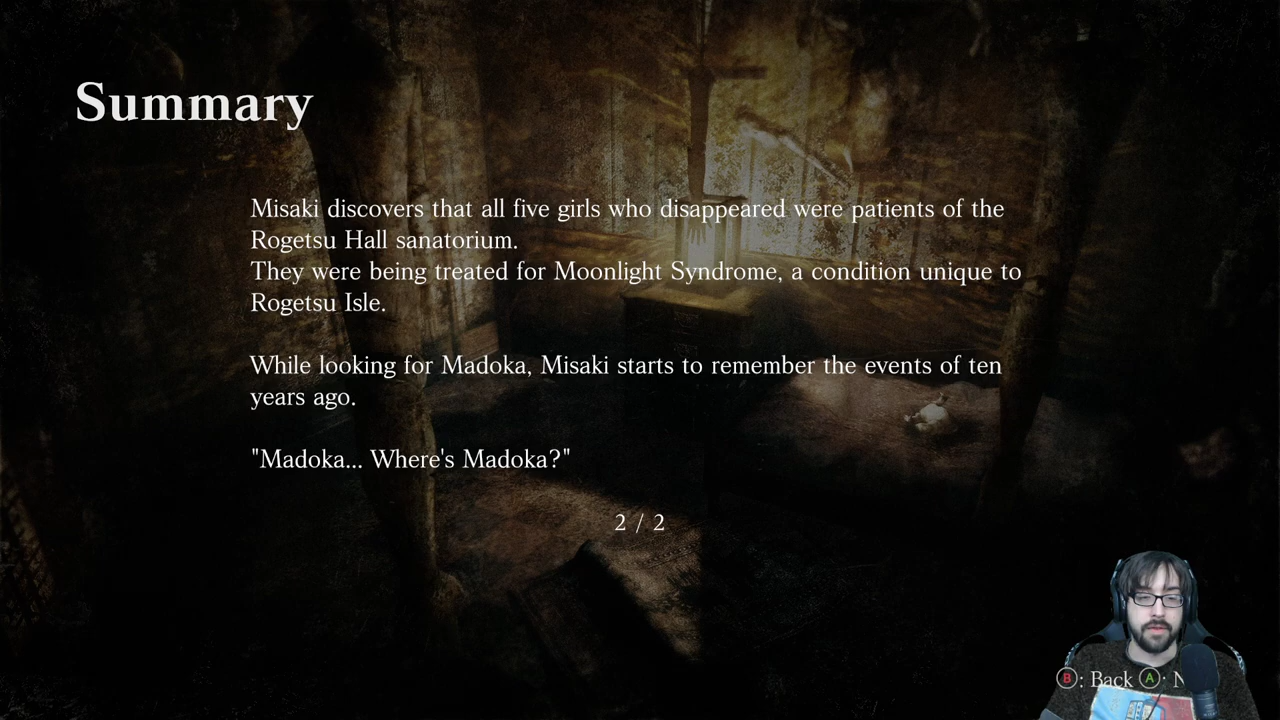 Summary
Misaki discovers that all five girls who disappeared were patients of the
Rogetsu Hall sanatorium.
They were being treated for Moonlight Syndrome, a condition unique to
Rogetsu Isle.
While looking for Madoka, Misaki starts to remember the events of ten
years ago.
"Madoka... Where's Madoka?"
2 / 2
B: Back A: